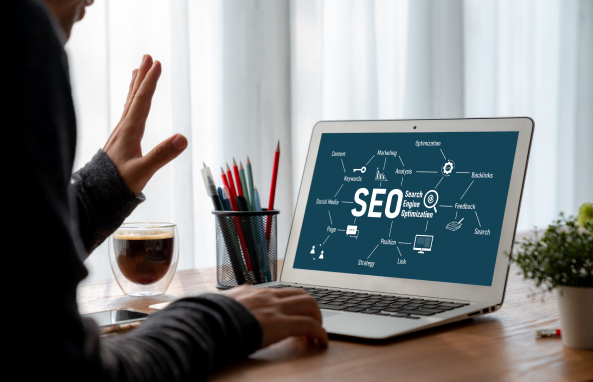 Optimization
Content
Marketing
Keywords
Analysis
Backlinks
Social Media
SEO
Search
Engine
Optimization
Feedback
Page
Position
Search
Strategy
Link